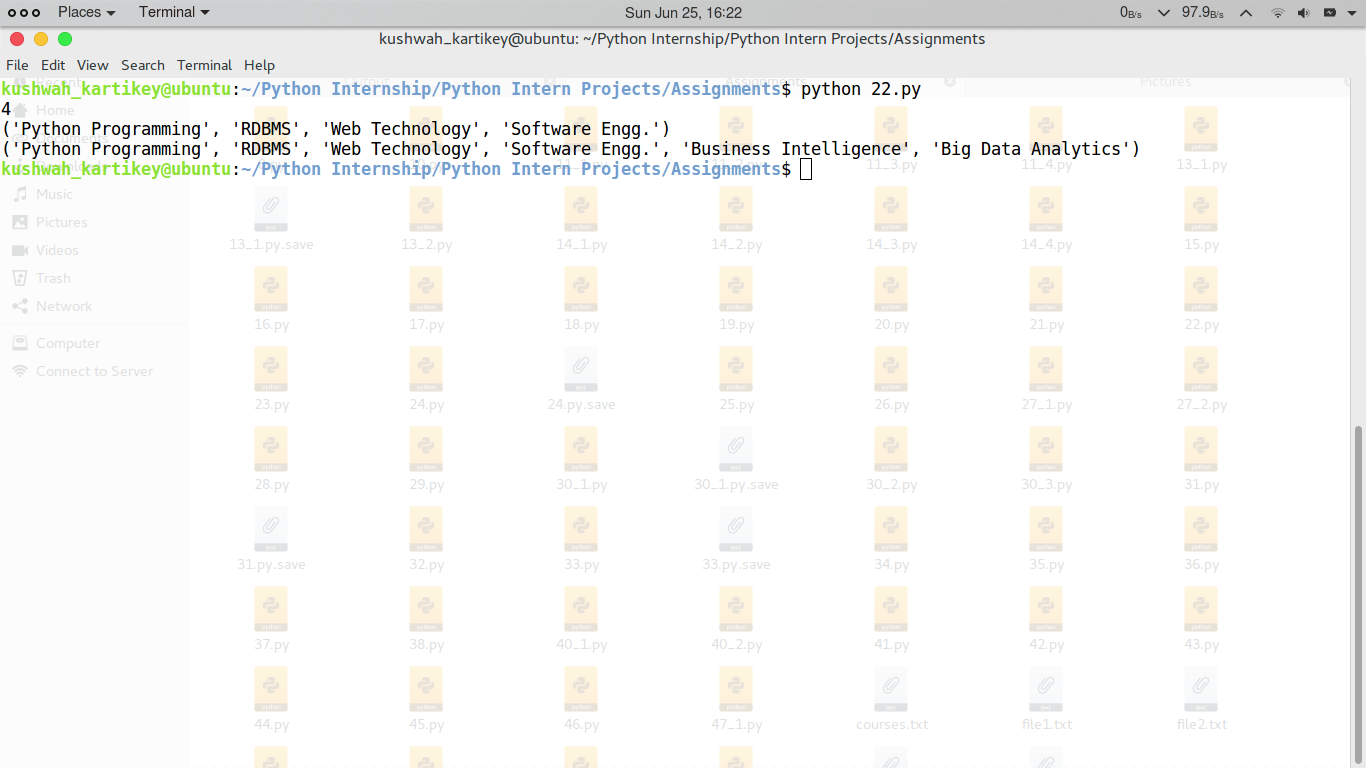 Places Terminal Sun Jun 25, 16:22 0B/s 97.9B/s
kushwah_kartikey@ubuntu: ~/Python Internship/Python Intern Projects/Assignments
File Edit View Search Terminal Help
Recent Output Assignments Pictures
kushwah_kartikey@ubuntu:~/Python Internship/Python Intern Projects/Assignments$ python 22.py
4
Home
('Python Programming', 'RDBMS', 'Web Technology', 'Software Engg.')
('Python Programming', 'RDBMS', 'Web Technology', 'Software Engg.', 'Business Intelligence', 'Big Data Analytics')
11_3.py 11_4.py 13_1.py
kushwah_kartikey@ubuntu:~/Python Internship/Python Intern Projects/Assignments$
Music
Pictures
13_1.py.save 13_2.py 14_1.py 14_2.py 14_3.py 14_4.py 15.py
Videos
Trash
Network
16.py 17.py 18.py 19.py 20.py 21.py 22.py
Computer
Connect to Server
23.py 24.py 24.py.save 25.py 26.py 27_1.py 27_2.py
28.py 29.py 30_1.py 30_1.py.save 30_2.py 30_3.py 31.py
31.py.save 32.py 33.py 33.py.save 34.py 35.py 36.py
37.py 38.py 40_1.py 40_2.py 41.py 42.py 43.py
44.py 45.py 46.py 47_1.py courses.txt file1.txt file2.txt